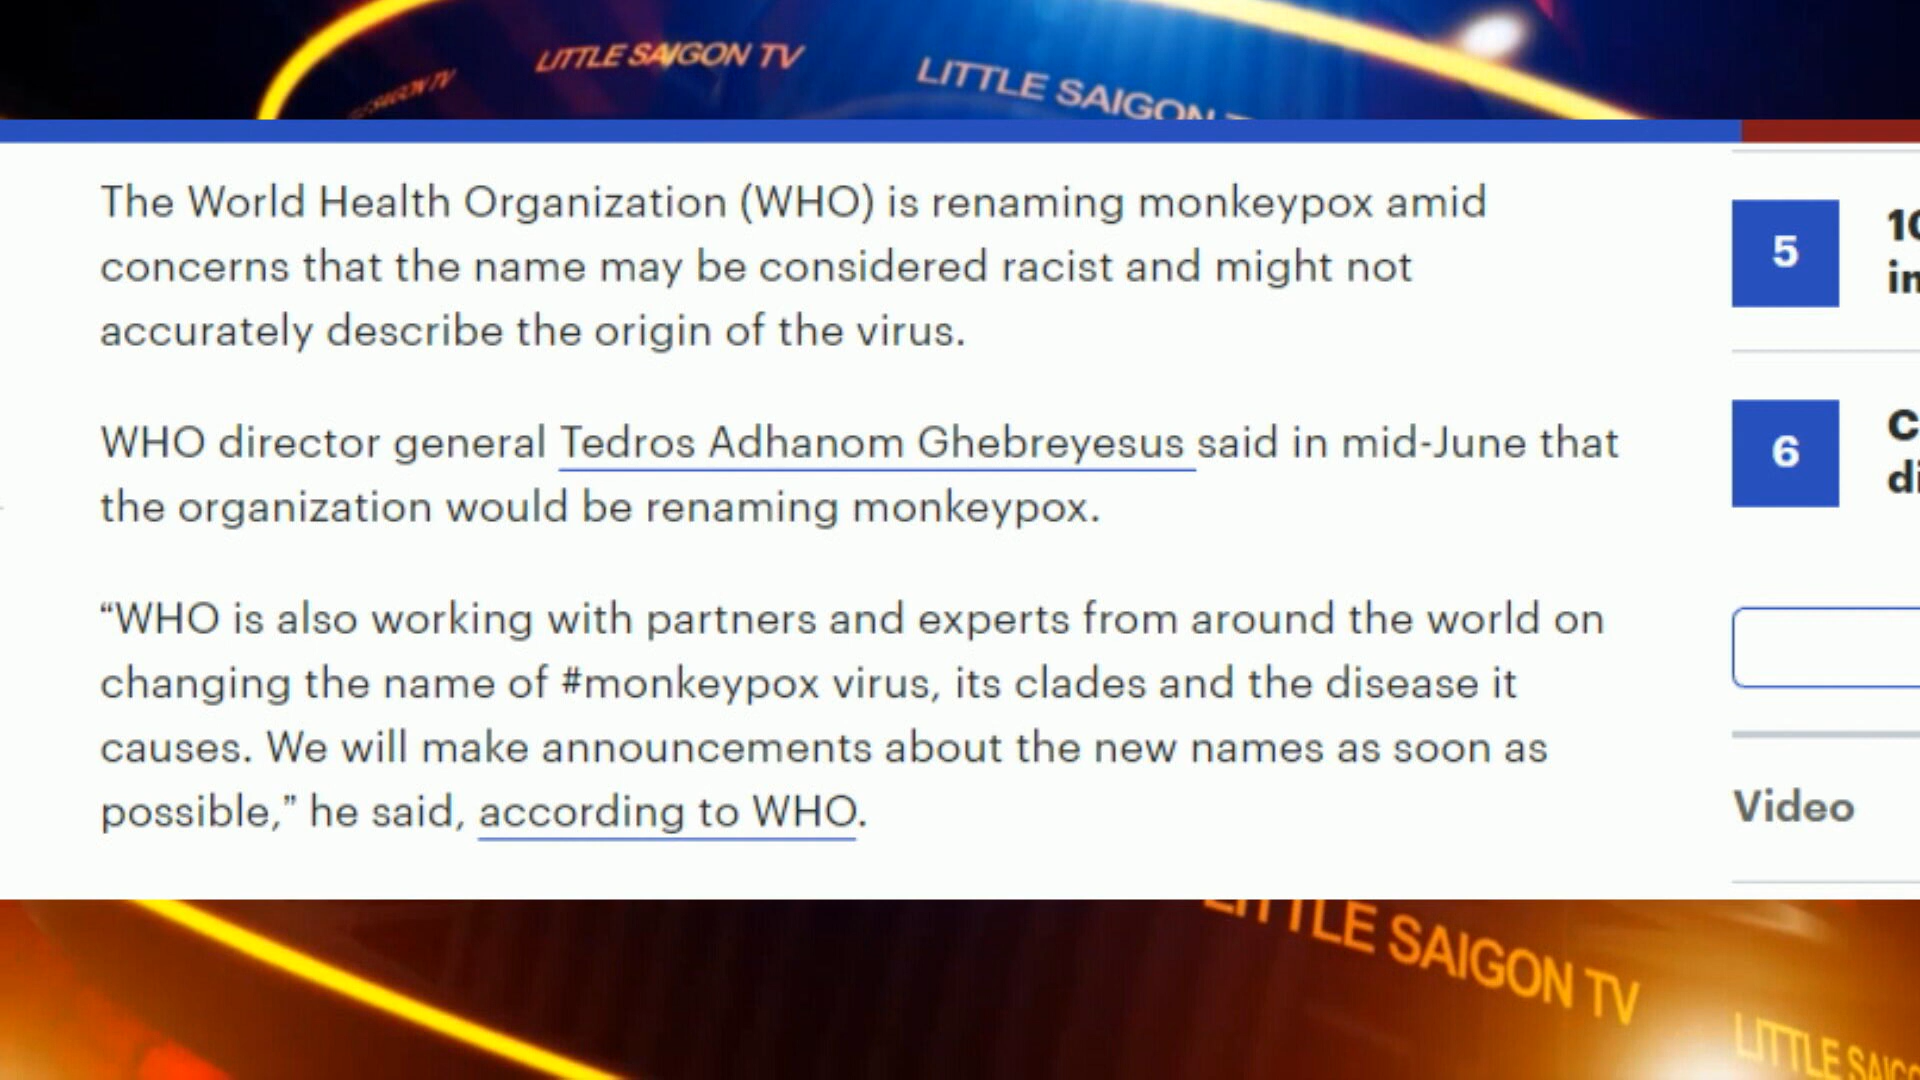 SAIGON TV
LITTLE SAIGON TV
LITTLE SAIGON
The World Health Organization (WHO) is renaming monkeypox amid
concerns that the name may be considered racist and might not
accurately describe the origin of the virus.
WHO director general Tedros Adhanom Ghebreyesus said in mid-June that
the organization would be renaming monkeypox.
“WHO is also working with partners and experts from around the world on
changing the name of #monkeypox virus, its clades and the disease it
causes. We will make announcements about the new names as soon as
possible,” he said, according to WHO.
5
6
Video
LITTLE SAIGON TV
LITTLE